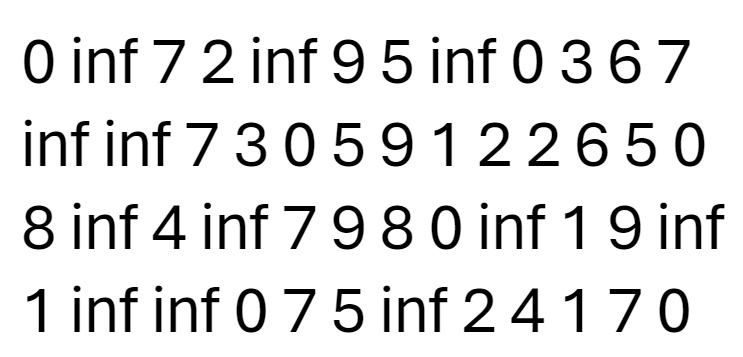 0 inf 7 2 inf 9 5 inf 0 3 6 7
inf inf 7 3 0 5 9 1 2 2 6 5 0
8 inf 4 inf 7 9 8 0 inf 1 9 inf
1 inf inf 0 7 5 inf 2 4 1 7 0